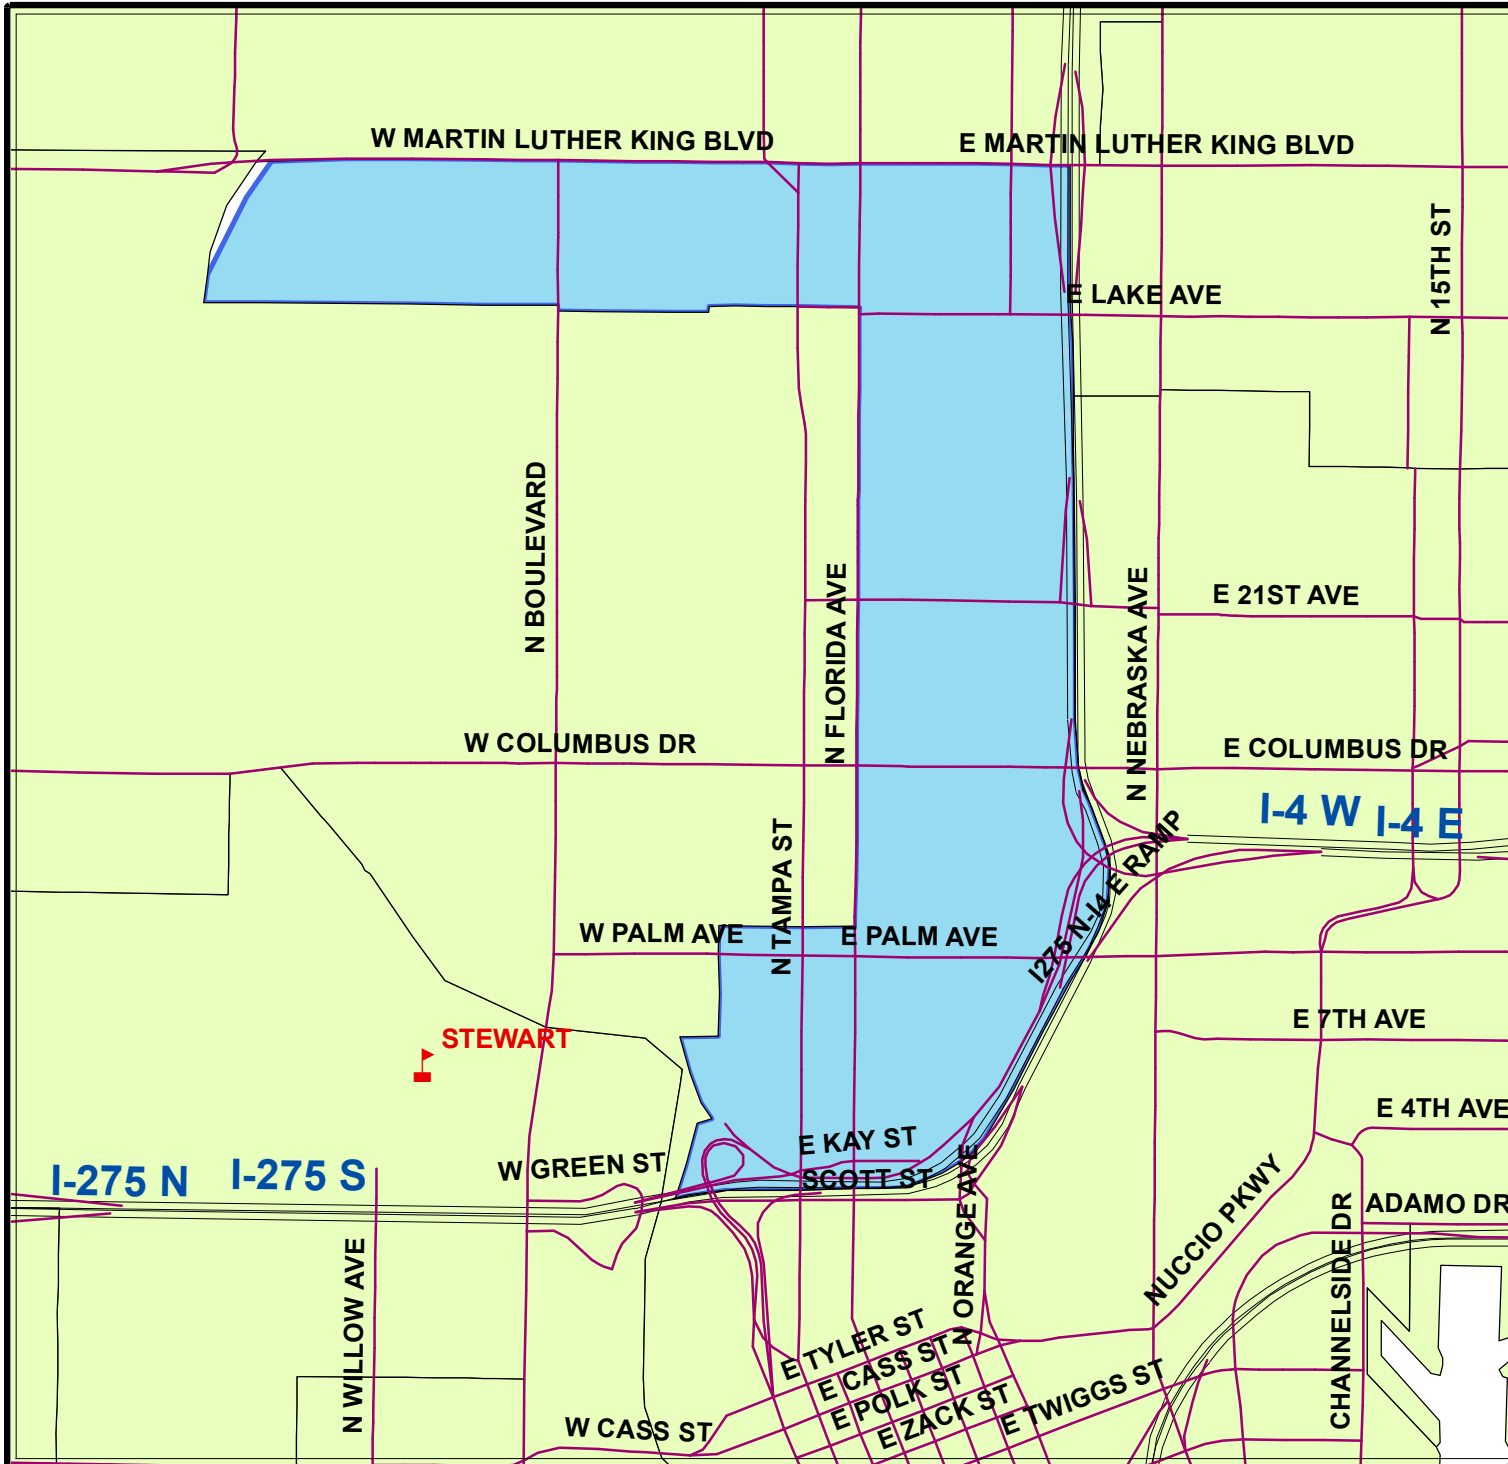 W MARTIN LUTHER KING BLVD
E MARTIN LUTHER KING BLVD
N 15TH ST
E LAKE AVE
N BOULEVARD
N FLORIDA AVE
N NEBRASKA AVE
E 21ST AVE
W COLUMBUS DR
E COLUMBUS DR
I-4 W
I-4 E
N TAMPA ST
I275 N-I4 E RAMP
W PALM AVE
E PALM AVE
STEWART
E 7TH AVE
E 4TH AVE
E KAY ST
W GREEN ST
SCOTT ST
I-275 N
I-275 S
N ORANGE AVE
NUCCIO PKWY
CHANNELSIDE DR
ADAMO DR
N WILLOW AVE
E TYLER ST
E CASS ST
E POLK ST
E ZACK ST
E TWIGGS ST
W CASS ST